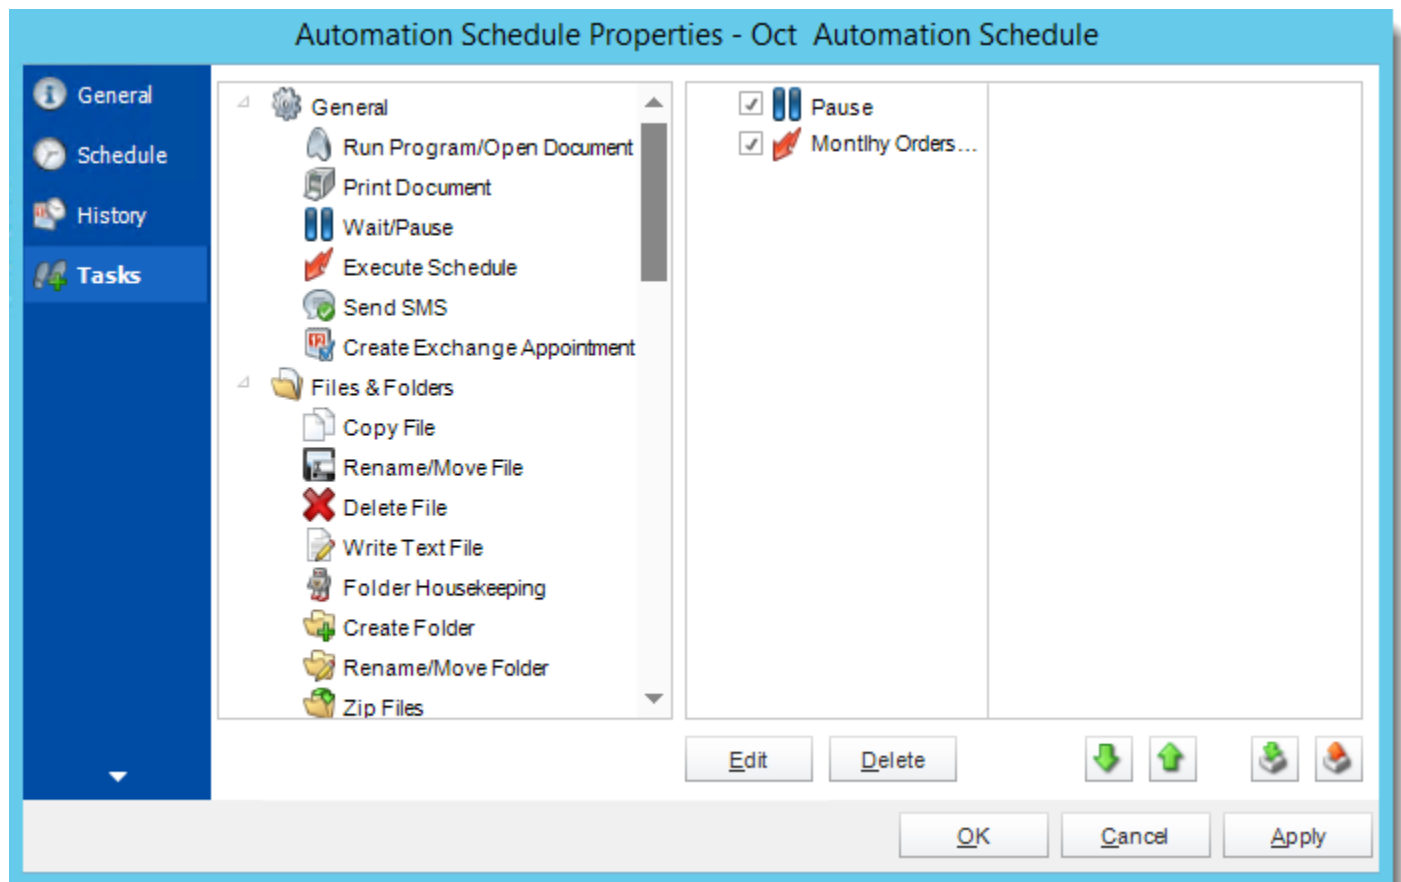 Automation Schedule Properties - Oct  Automation Schedule
General
Schedule
History
Tasks
General
Run Program/Open Document
Print Document
Wait/Pause
Execute Schedule
Send SMS
Create Exchange Appointment
Files & Folders
Copy File
Rename/Move File
Delete File
Write Text File
Folder Housekeeping
Create Folder
Rename/Move Folder
Zip Files
Pause
Montlhy Orders...
Edit
Delete
OK
Cancel
Apply